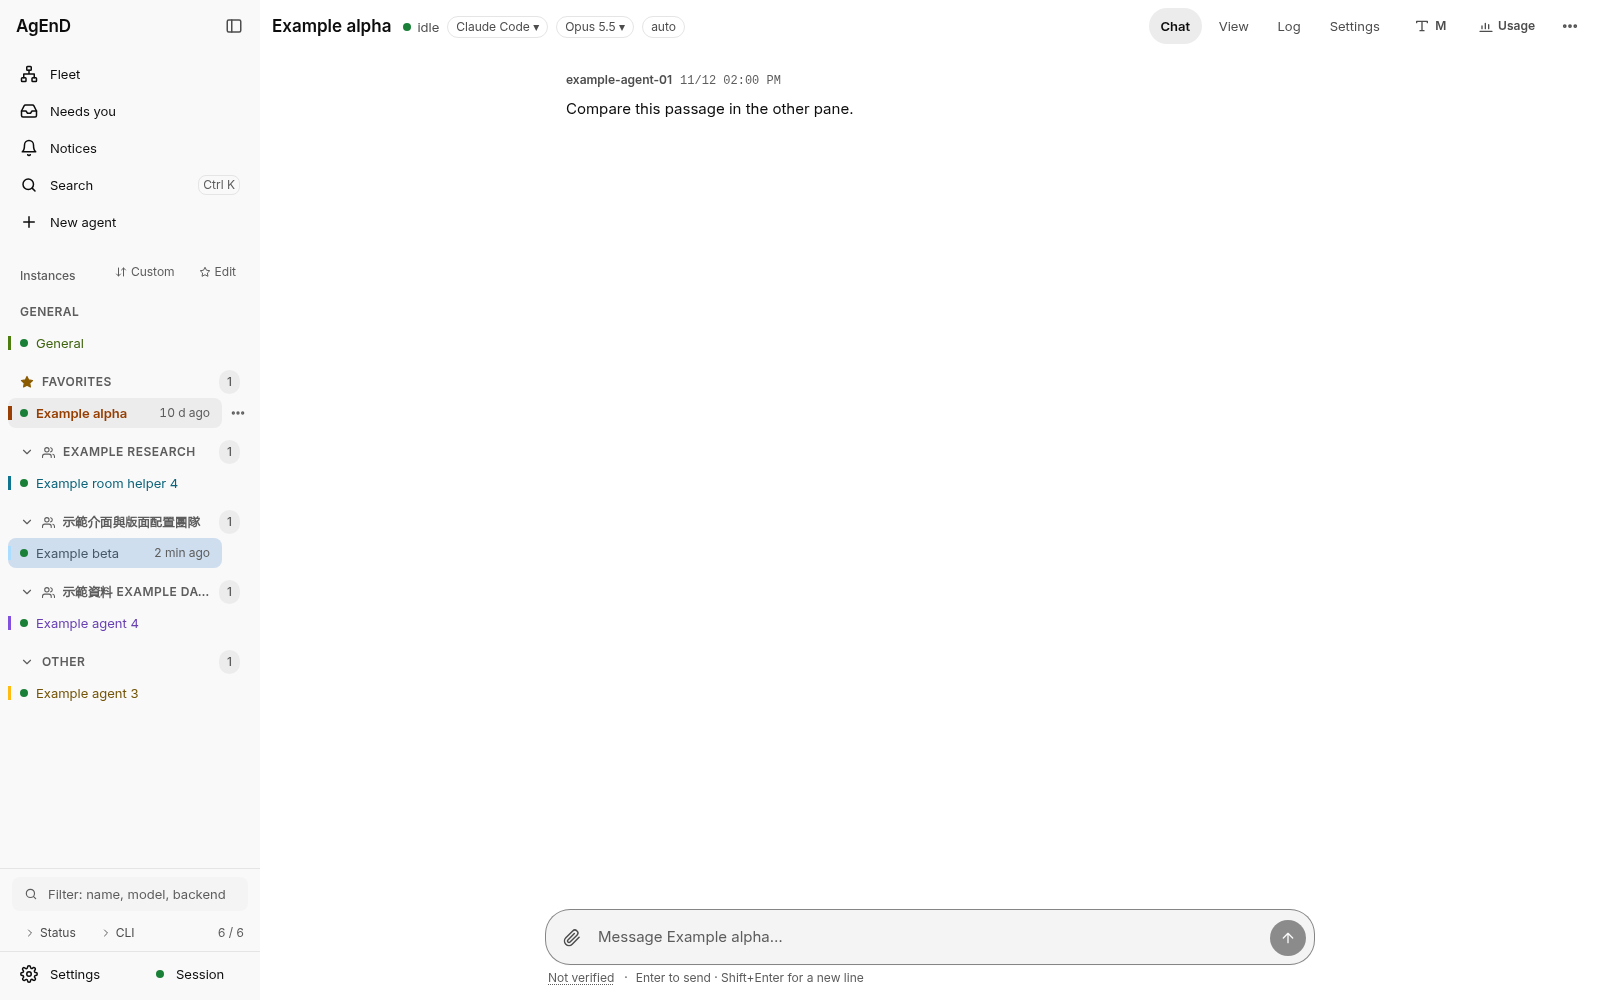 AgEnD
Fleet
Needs you
Notices
Search Ctrl K
New agent
Instances Custom Edit
GENERAL
General
FAVORITES 1
Example alpha 10 d ago
EXAMPLE RESEARCH 1
Example room helper 4
示範介面與版面配置團隊 1
Example beta 2 min ago
示範資料 EXAMPLE DA... 1
Example agent 4
OTHER 1
Example agent 3
Filter: name, model, backend
Status CLI 6 / 6
Settings Session
Example alpha idle Claude Code ▾ Opus 5.5 ▾ auto Chat View Log Settings T M Usage
example-agent-01 11/12 02:00 PM
Compare this passage in the other pane.
Message Example alpha...
Not verified · Enter to send · Shift+Enter for a new line